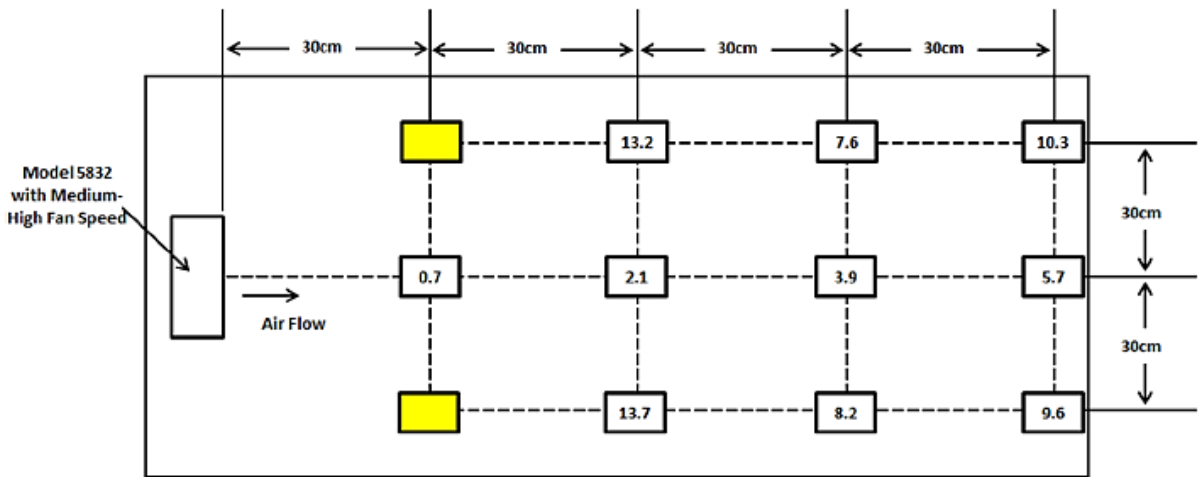 30cm 30cm 30cm 30cm
13.2 7.6 10.3
Model 5832
with Medium-
High Fan Speed
30cm
0.7 2.1 3.9 5.7
Air Flow
30cm
13.7 8.2 9.6